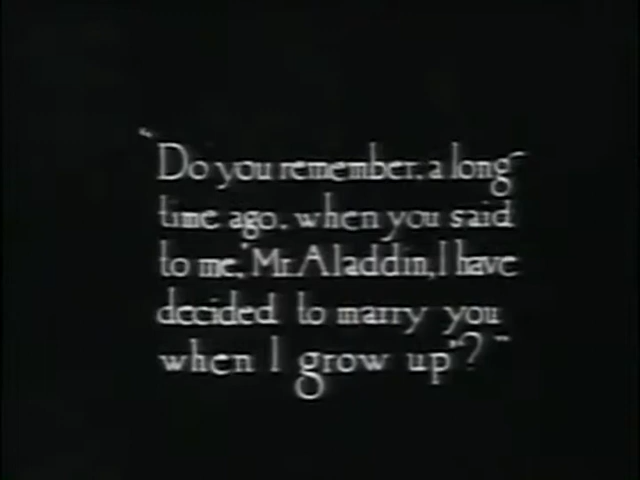 "Do you remember, a long
time ago, when you said
to me, "Mr. Aladdin, I have
decided to marry you
when I grow up"?"